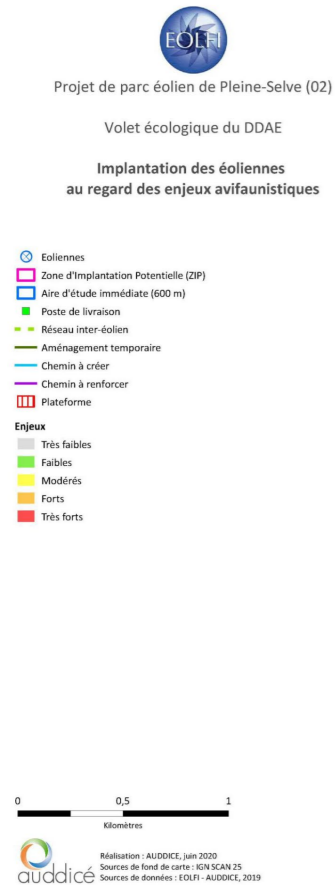 EOLFI
Projet de parc éolien de Pleine-Selve (02)
Volet écologique du DDAE
Implantation des éoliennes
au regard des enjeux avifaunistiques
Eoliennes
Zone d'Implantation Potentielle (ZIP)
Aire d'étude immédiate (600 m)
Poste de livraison
Réseau inter-éolien
Aménagement temporaire
Chemin à créer
Chemin à renforcer
Plateforme
Enjeux
Très faibles
Faibles
Modérés
Forts
Très forts
0 0,5 1
Kilomètres
auddicé
Réalisation : AUDDICE, juin 2020
Sources de fond de carte : IGN SCAN 25
Sources de données : EOLFI - AUDDICE, 2019